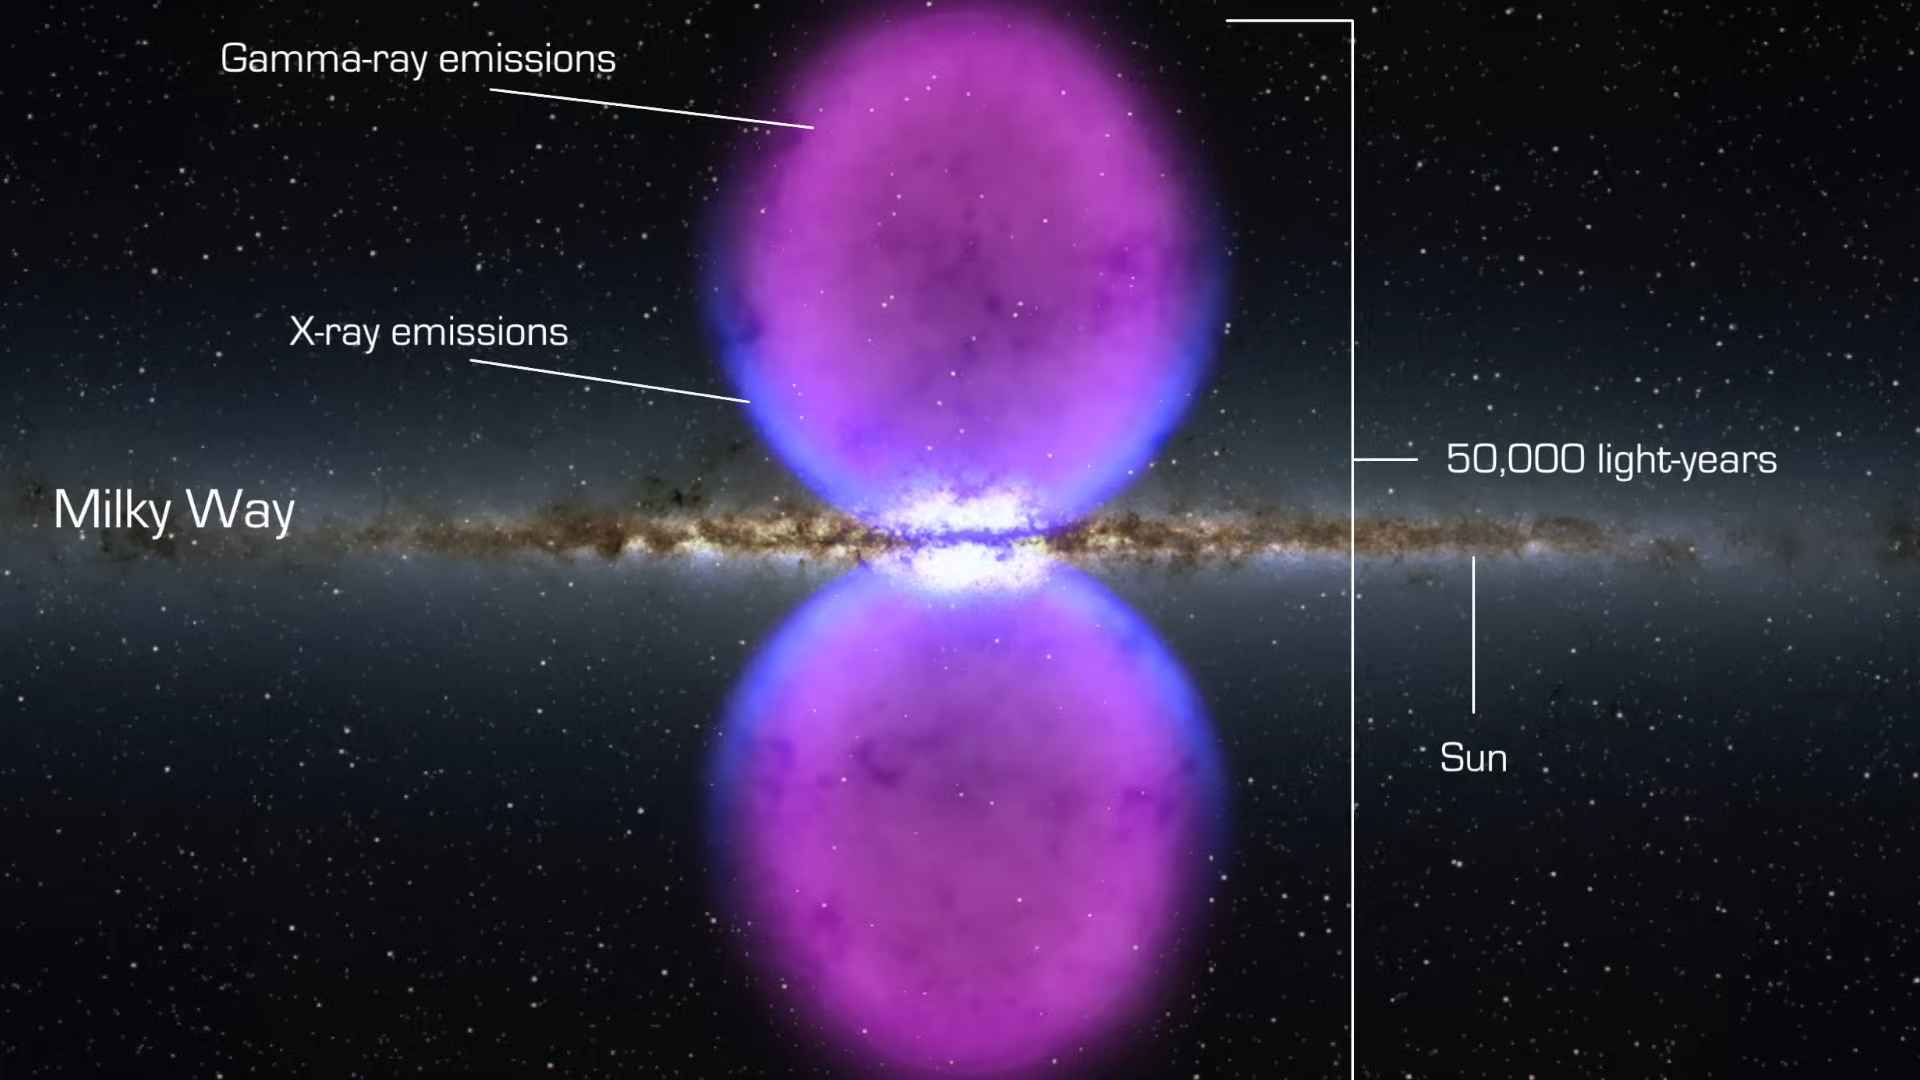 Gamma-ray emissions
X-ray emissions
50,000 light-years
Milky Way
Sun